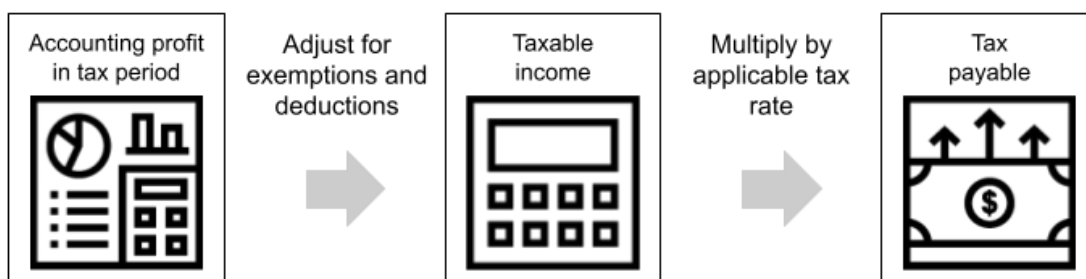 Accounting profit
in tax period
Adjust for
exemptions and
deductions
Taxable
income
Multiply by
applicable tax
rate
Tax
payable
$